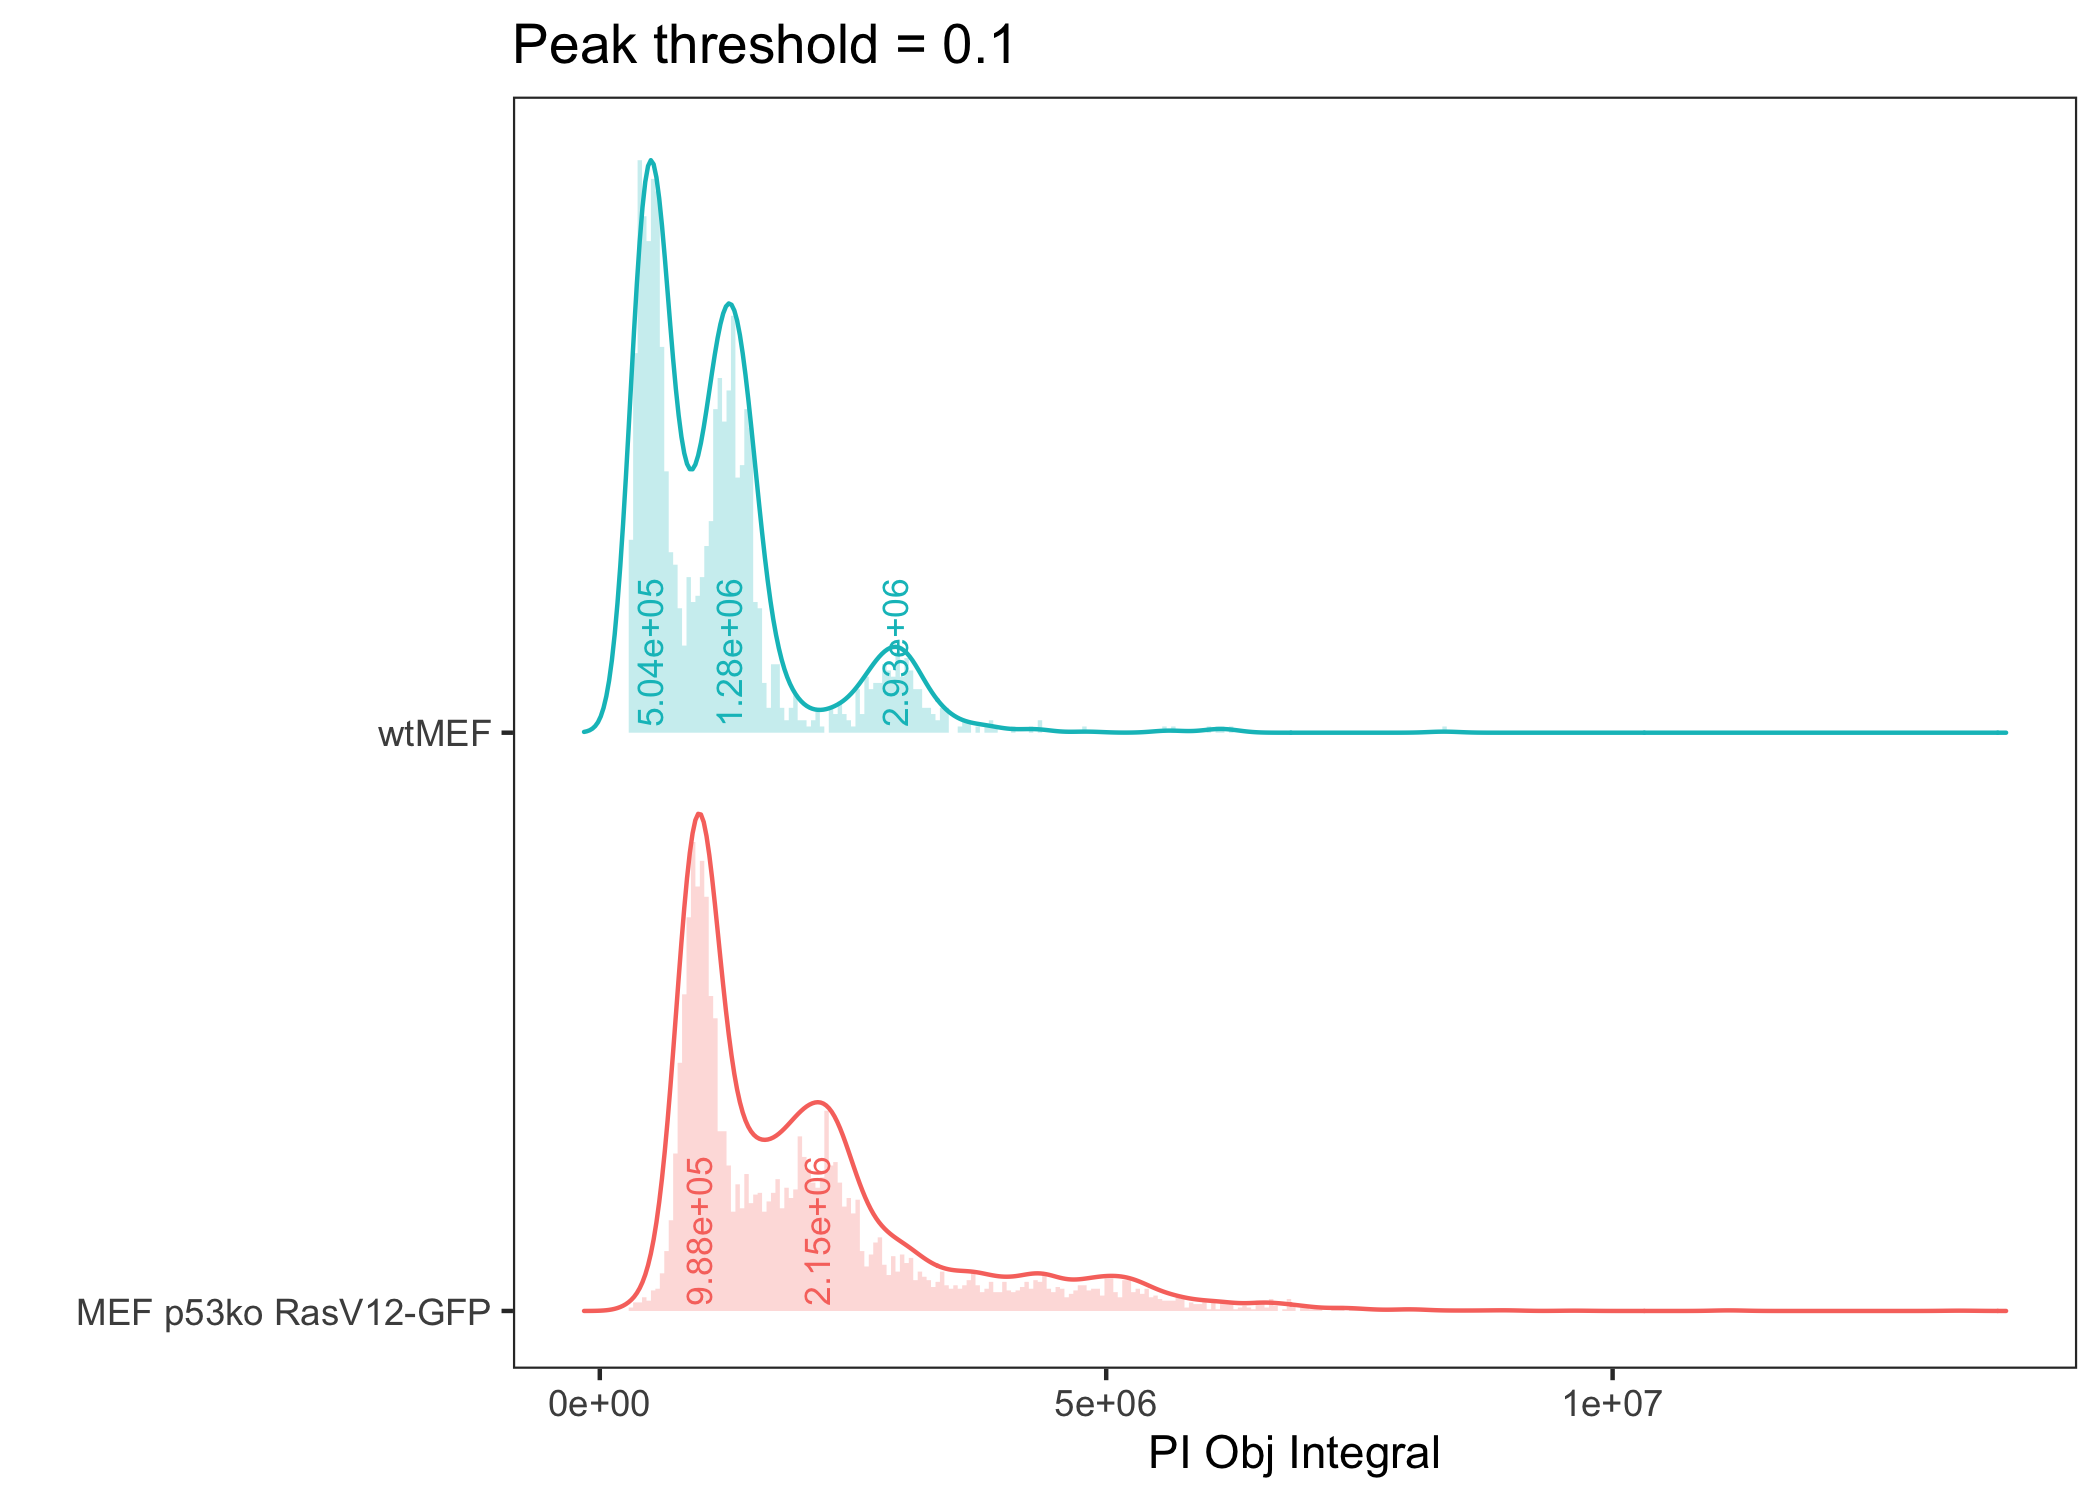 Peak threshold = 0.1
5.04e+05
1.28e+06
2.93e+06
wtMEF
9.88e+05
2.15e+06
MEF p53ko RasV12-GFP
0e+00
5e+06
1e+07
PI Obj Integral